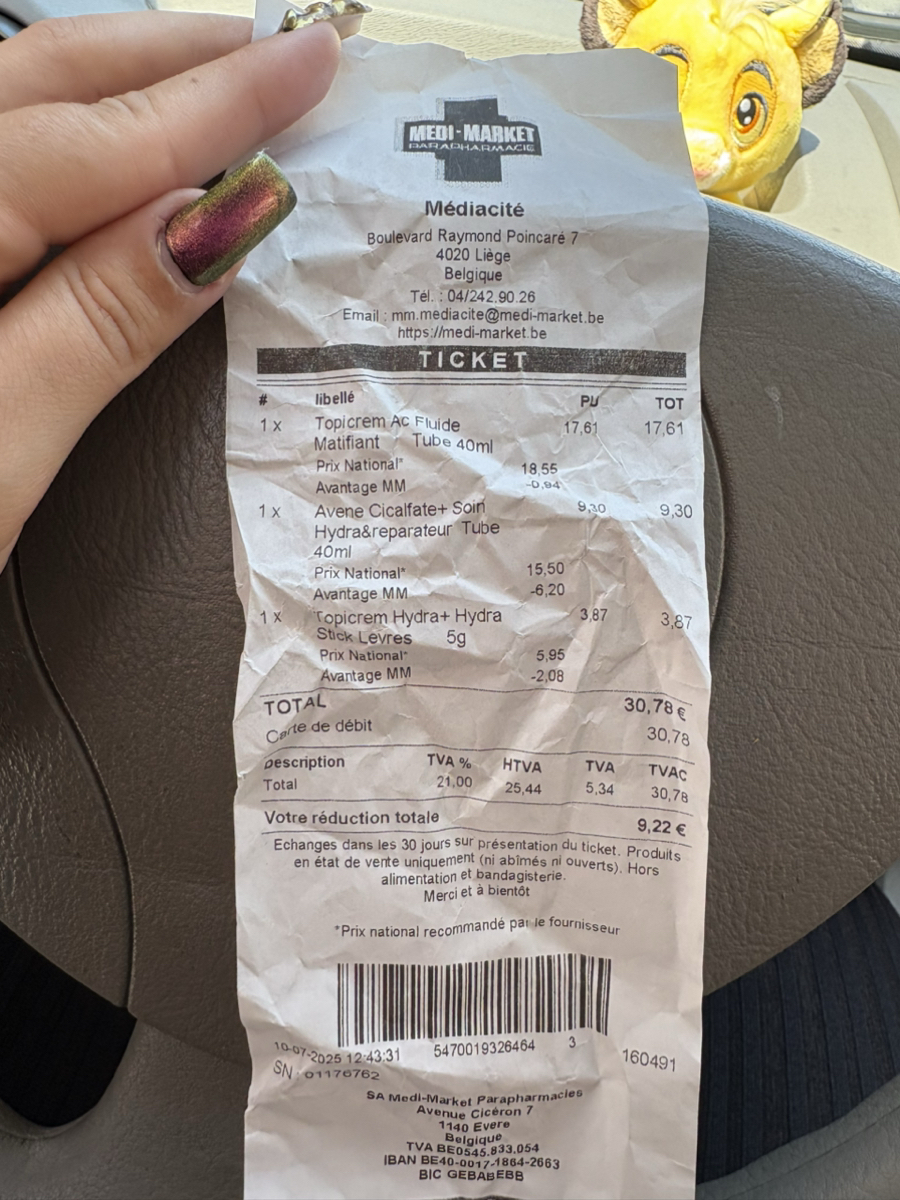 MEDI-MARKET
PARAPHARMACIE
Médiacité
Boulevard Raymond Poincaré 7
4020 Liège
Belgique
Tél. : 04/242.90.26
Email : mm.mediacite@medi-market.be
https://medi-market.be
TICKET
# libellé PU TOT
1 x Topicrem Ac Fluide 17,61 17,61
Matifiant Tube 40ml
Prix National* 18,55
Avantage MM -0,94
1 x Avene Cicalfate+ Soin 9,30 9,30
Hydra&reparateur Tube
40ml
Prix National* 15,50
Avantage MM -6,20
1 x Topicrem Hydra+ Hydra 3,87 3,87
Stick Lèvres 5g
Prix National* 5,95
Avantage MM -2,08
TOTAL 30,78 €
Carte de débit 30,78
Description TVA % HTVA TVA TVAC
Total 21,00 25,44 5,34 30,78
Votre réduction totale 9,22 €
Echanges dans les 30 jours sur présentation du ticket. Produits
en état de vente uniquement (ni abîmés ni ouverts). Hors
alimentation et bandagisterie.
Merci et à bientôt
*Prix national recommandé par le fournisseur
10-07-2025 12:43:31 5470019326464 3 160491
SN : 01176762
SA Medi-Market Parapharmacies
Avenue Cicéron 7
1140 Evere
Belgique
TVA BE0545.833.054
IBAN BE40-0017-1864-2663
BIC GEBABEBB